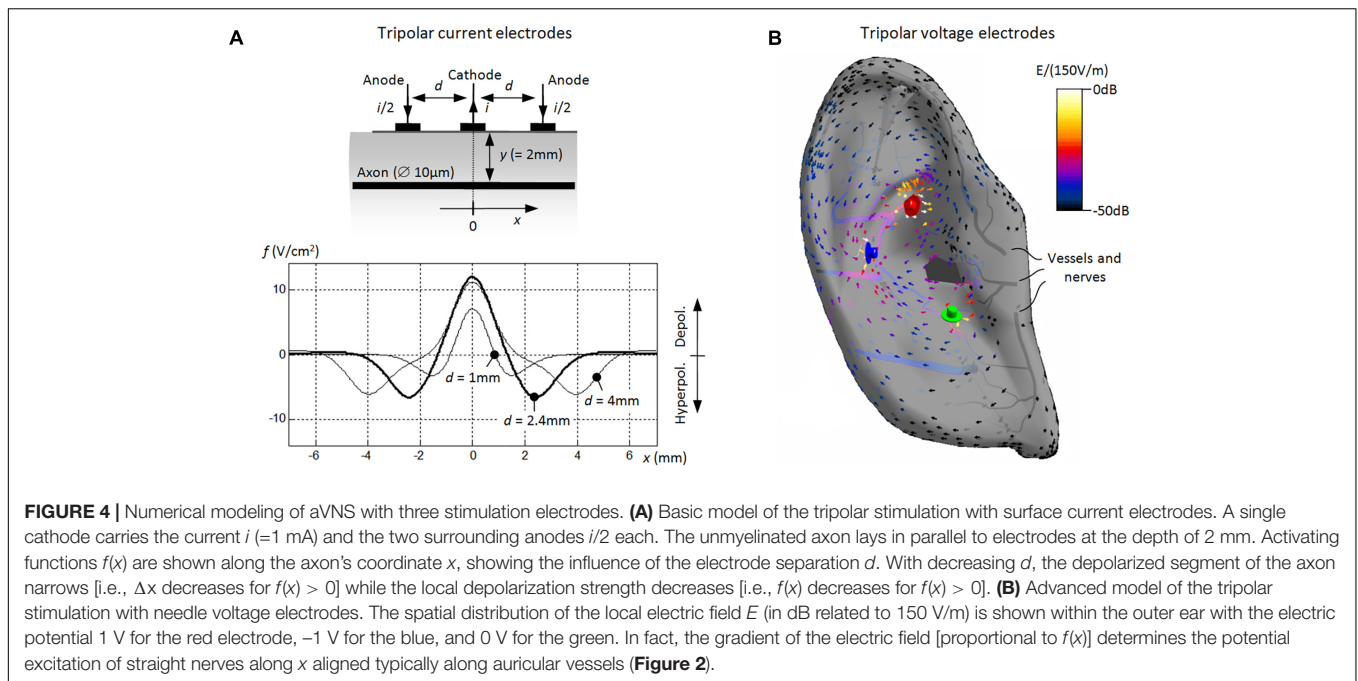 A
Tripolar current electrodes
Anode
Cathode
Anode
d
d
i/2
i
i/2
y (= 2mm)
Axon (∅ 10µm)
x
0
f (V/cm²)
10
0
-10
d = 1mm
d = 2.4mm
d = 4mm
Depol.
Hyperpol.
-6
-4
-2
0
2
4
6
x (mm)
B
Tripolar voltage electrodes
E/(150V/m)
0dB
-50dB
Vessels and
nerves
FIGURE 4 | Numerical modeling of aVNS with three stimulation electrodes. (A) Basic model of the tripolar stimulation with surface current electrodes. A single
cathode carries the current i (=1 mA) and the two surrounding anodes i/2 each. The unmyelinated axon lays in parallel to electrodes at the depth of 2 mm. Activating
functions f(x) are shown along the axon's coordinate x, showing the influence of the electrode separation d. With decreasing d, the depolarized segment of the axon
narrows [i.e., Δx decreases for f(x) > 0] while the local depolarization strength decreases [i.e., f(x) decreases for f(x) > 0]. (B) Advanced model of the tripolar
stimulation with needle voltage electrodes. The spatial distribution of the local electric field E (in dB related to 150 V/m) is shown within the outer ear with the electric
potential 1 V for the red electrode, –1 V for the blue, and 0 V for the green. In fact, the gradient of the electric field [proportional to f(x)] determines the potential
excitation of straight nerves along x aligned typically along auricular vessels (Figure 2).